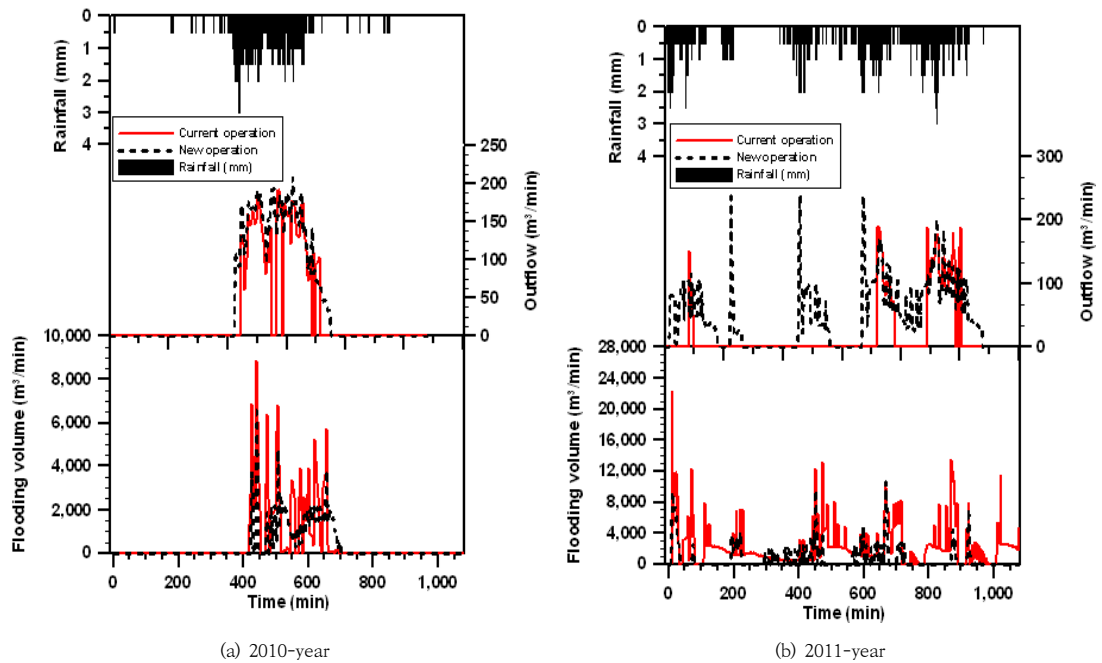 0
1
2
3
4
Rainfall (mm)
Current operation
New operation
Rainfall (mm)
250
200
150
100
50
0
Outflow (m³/min)
10,000
8,000
6,000
4,000
2,000
0
Flooding volume (m³/min)
0 200 400 600 800 1,000
Time (min)
(a) 2010-year
0
1
2
3
4
Rainfall (mm)
Current operation
New operation
Rainfall (mm)
300
200
100
0
Outflow (m³/min)
28,000
24,000
20,000
16,000
12,000
8,000
4,000
0
Flooding volume (m³/min)
0 200 400 600 800 1,000
Time (min)
(b) 2011-year